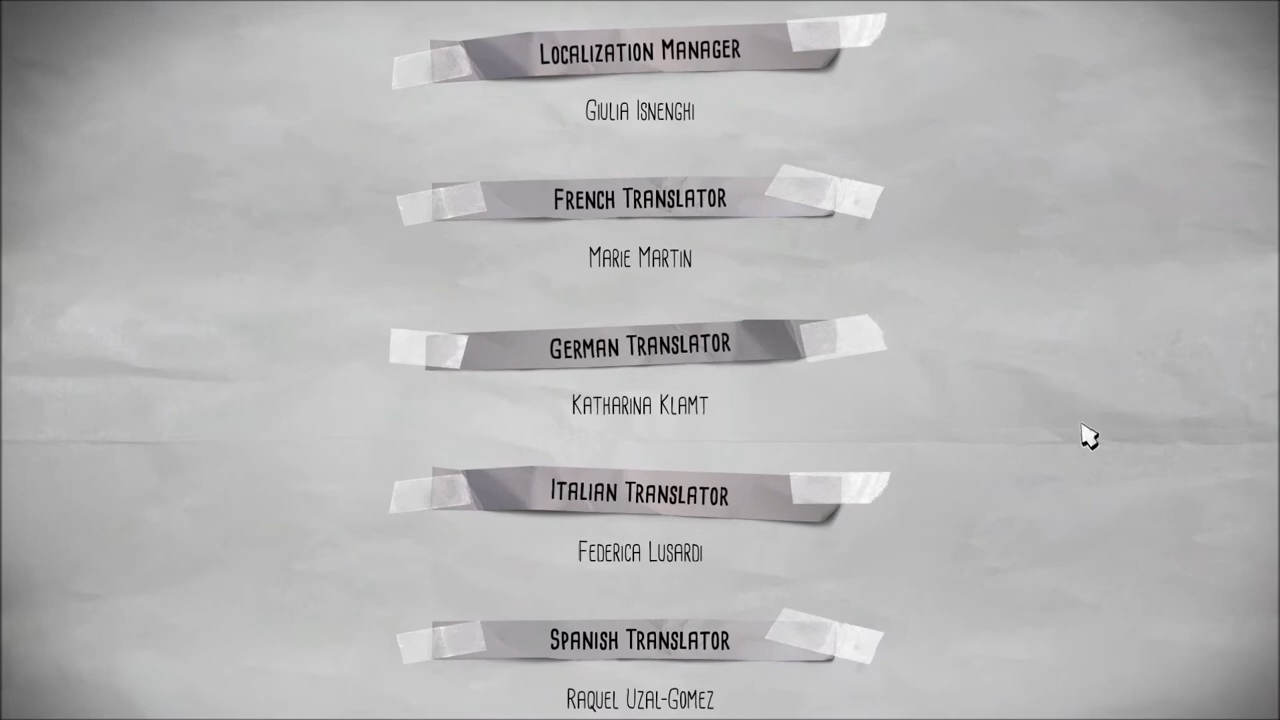 Localization Manager
Giulia Isnenghi
French Translator
Marie Martin
German Translator
Katharina Klamt
Italian Translator
Federica Lusardi
Spanish Translator
Raquel Uzal-Gomez